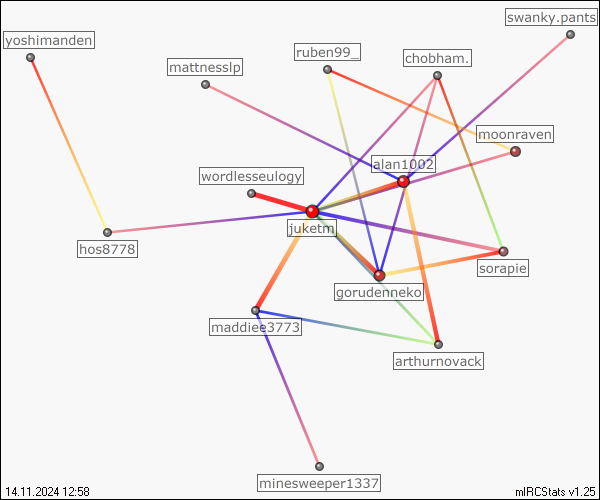 swanky.pants
yoshimanden
ruben99_
chobham.
mattnesslp
moonraven
alan1002
wordlesseulogy
juketm
hos8778
sorapie
gorudenneko
maddiee3773
arthurnovack
minesweeper1337
14.11.2024 12:58
mIRCStats v1.25